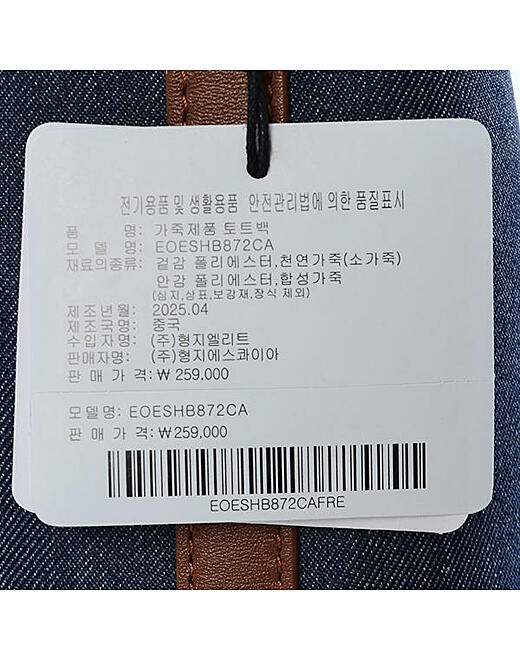 전기용품 및 생활용품 안전관리법에 의한 품질표시
품 명: 가죽제품 토트백
모 델 명: EOESHB872CA
재료의종류: 겉감 폴리에스터,천연가죽(소가죽)
안감 폴리에스터,합성가죽
(심지,상표,보강재,장식 제외)
제조년월: 2025.04
제조국명: 중국
수입자명: (주)형지엘리트
판매자명: (주)형지에스콰이아
판 매 가 격: ₩ 259,000
모델명: EOESHB872CA
판 매 가 격: ₩259,000
EOESHB872CAFRE